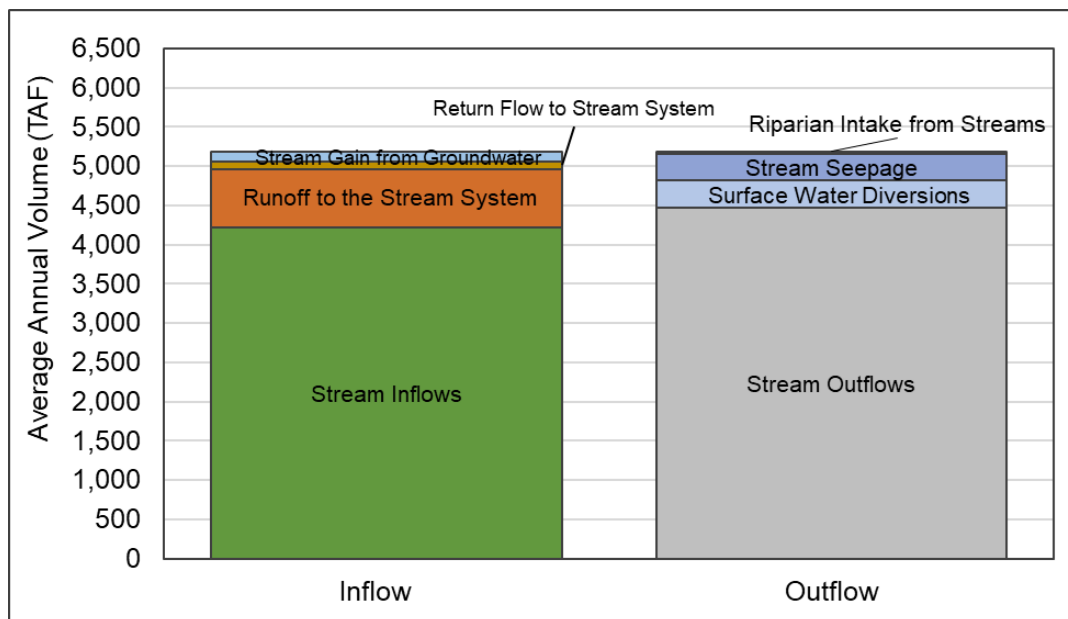 Average Annual Volume (TAF)
6,500
6,000
5,500
5,000
4,500
4,000
3,500
3,000
2,500
2,000
1,500
1,000
500
0
Return Flow to Stream System
Stream Gain from Groundwater
Runoff to the Stream System
Stream Inflows
Riparian Intake from Streams
Stream Seepage
Surface Water Diversions
Stream Outflows
Inflow
Outflow